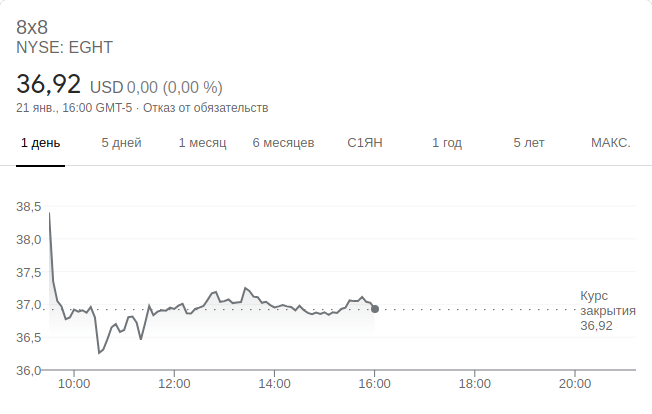 8x8
NYSE: EGHT
36,92 USD 0,00 (0,00 %)
21 янв., 16:00 GMT-5 · Отказ от обязательств
1 день 5 дней 1 месяц 6 месяцев С1ЯН 1 год 5 лет МАКС.
38,5
38,0
37,5
37,0
36,5
36,0
Курс
закрытия
36,92
10:00 12:00 14:00 16:00 18:00 20:00